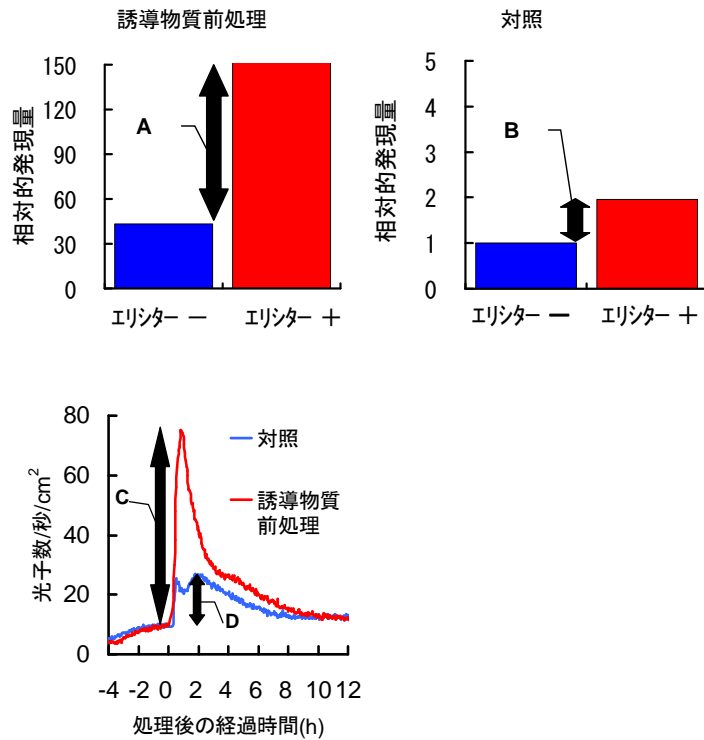 誘導物質前処理
対照
相対的発現量
150
120
90
60
30
0
A
エリシター −
エリシター +
相対的発現量
5
4
3
2
1
0
B
エリシター −
エリシター +
光子数/秒/cm²
80
60
40
20
0
C
D
対照
誘導物質
前処理
-4 -2 0 2 4 6 8 10 12
処理後の経過時間(h)